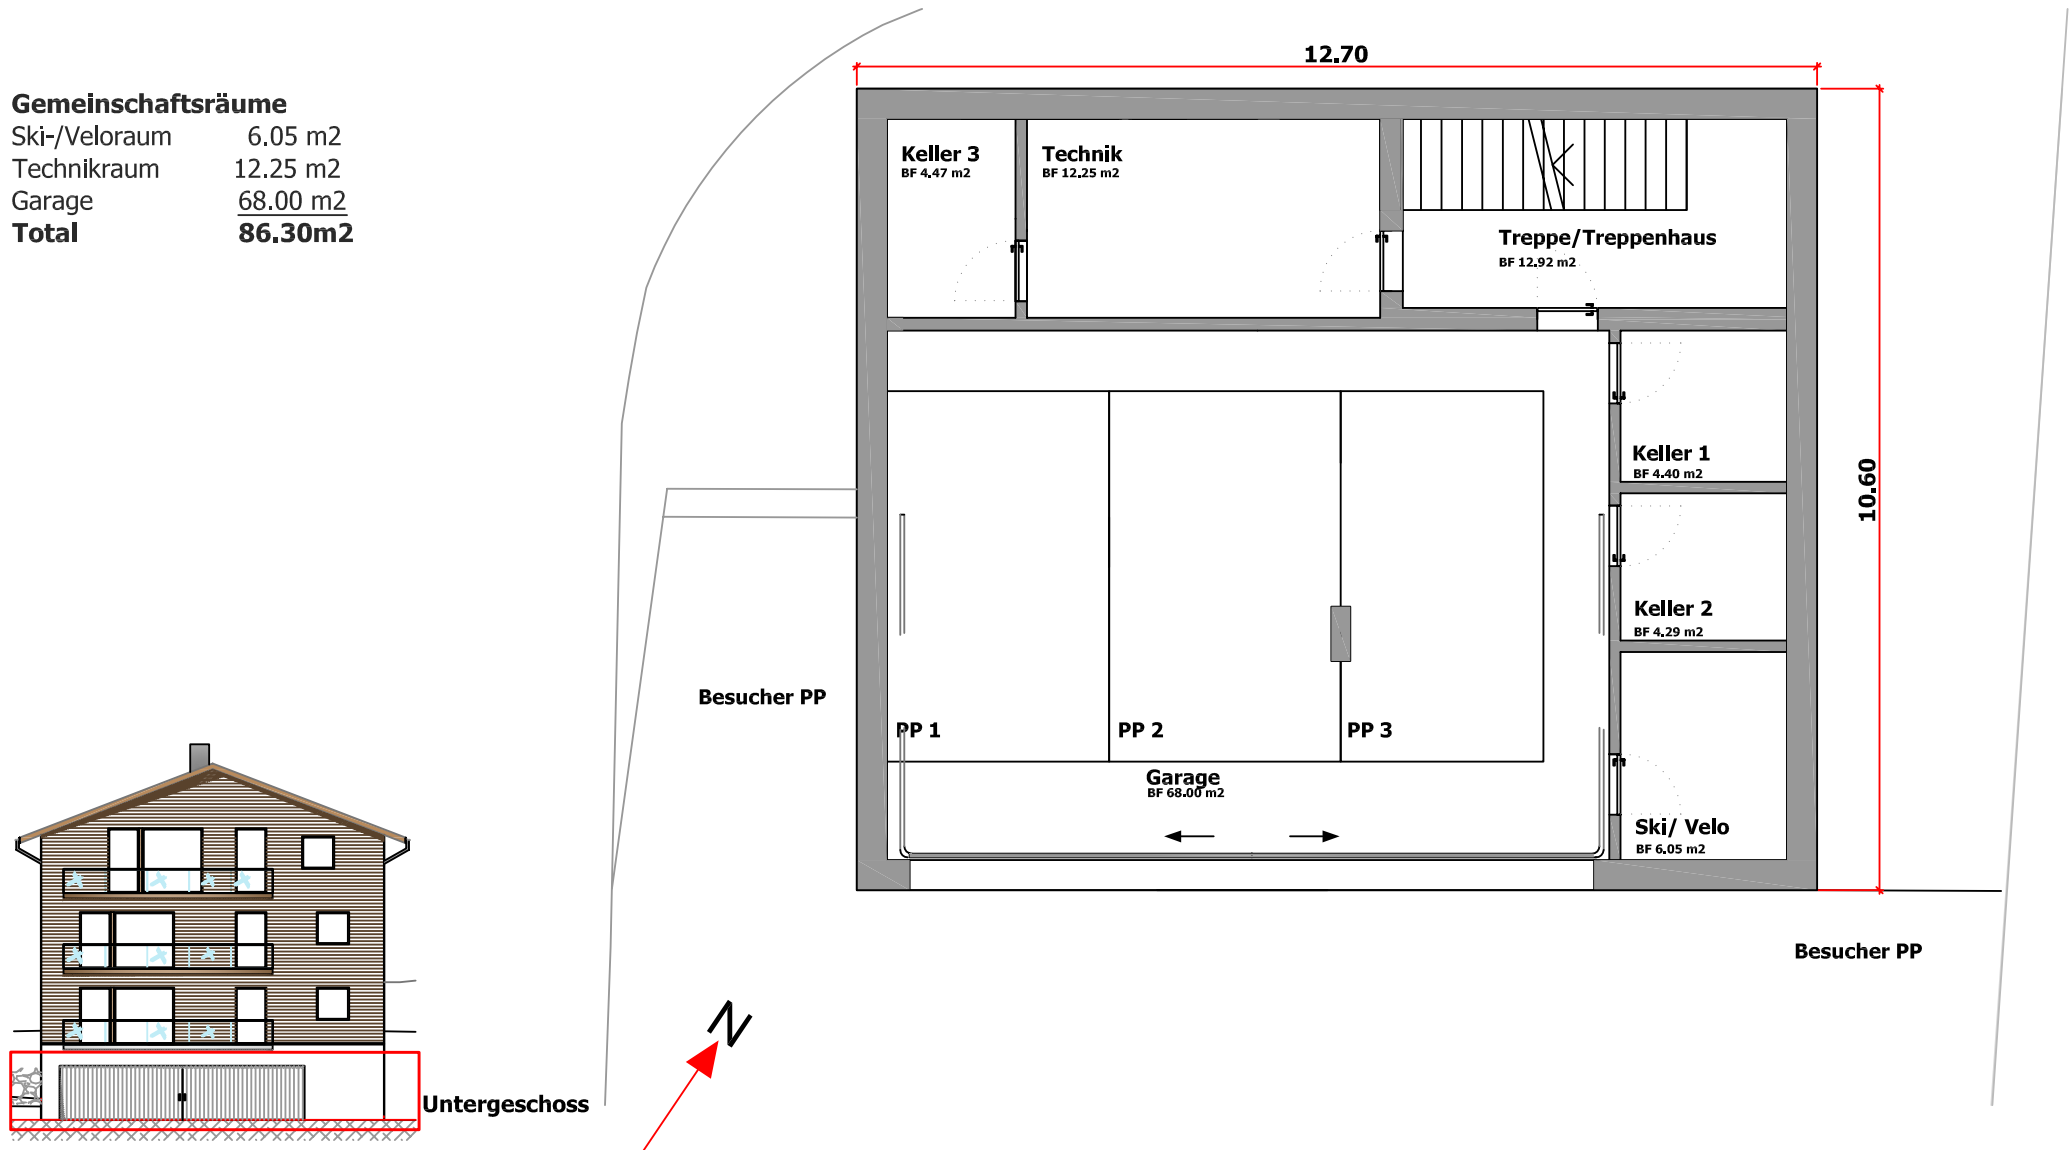 Gemeinschaftsräume
Ski-/Veloraum 6.05 m2
Technikraum 12.25 m2
Garage 68.00 m2
Total 86.30m2
12.70
10.60
Keller 3
BF 4.47 m2
Technik
BF 12.25 m2
Treppe/Treppenhaus
BF 12.92 m2
Keller 1
BF 4.40 m2
Keller 2
BF 4.29 m2
Besucher PP
PP 1
PP 2
PP 3
Garage
BF 68.00 m2
Ski/ Velo
BF 6.05 m2
Besucher PP
N
Untergeschoss